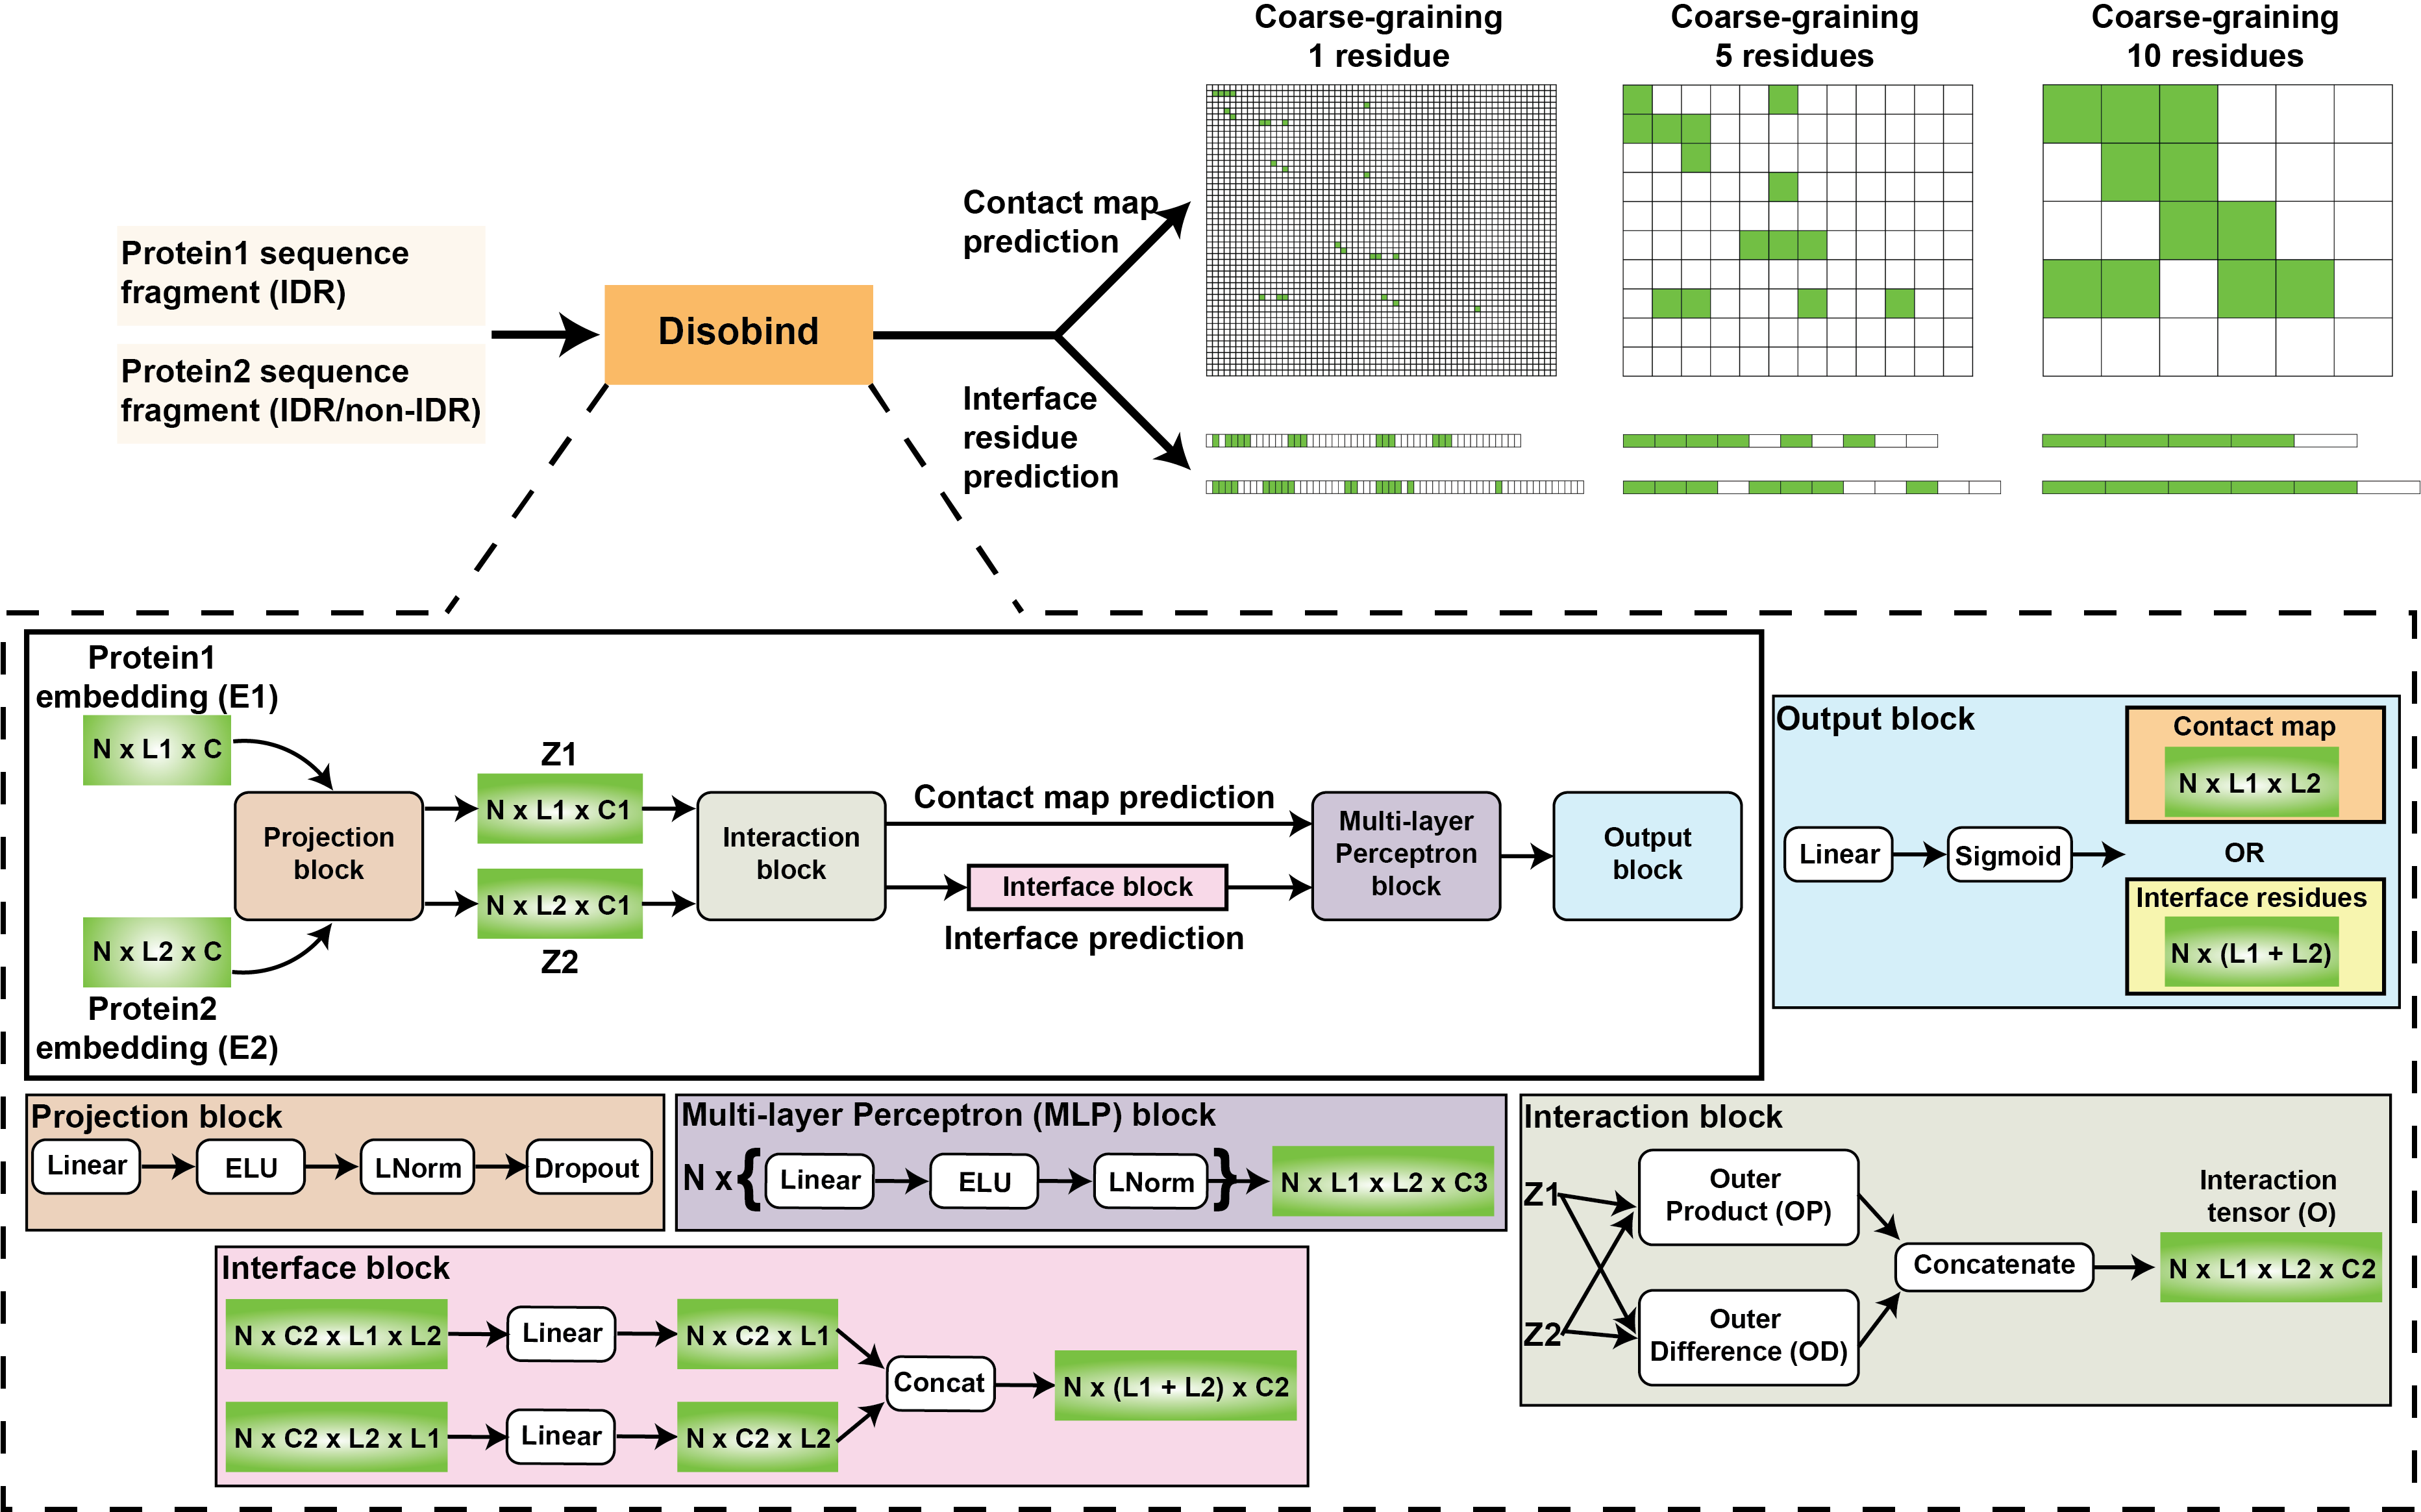 Coarse-graining
1 residue
Coarse-graining
5 residues
Coarse-graining
10 residues
Protein1 sequence
fragment (IDR)
Protein2 sequence
fragment (IDR/non-IDR)
Disobind
Contact map
prediction
Interface
residue
prediction
Protein1
embedding (E1)
N x L1 x C
N x L2 x C
Protein2
embedding (E2)
Projection
block
Z1
N x L1 x C1
N x L2 x C1
Z2
Interaction
block
Contact map prediction
Interface block
Interface prediction
Multi-layer
Perceptron
block
Output
block
Output block
Linear
Sigmoid
Contact map
N x L1 x L2
OR
Interface residues
N x (L1 + L2)
Projection block
Linear
ELU
LNorm
Dropout
Multi-layer Perceptron (MLP) block
N x { Linear ELU LNorm }
N x L1 x L2 x C3
Interaction block
Z1
Z2
Outer
Product (OP)
Outer
Difference (OD)
Concatenate
Interaction
tensor (O)
N x L1 x L2 x C2
Interface block
N x C2 x L1 x L2
Linear
N x C2 x L1
N x C2 x L2 x L1
Linear
N x C2 x L2
Concat
N x (L1 + L2) x C2